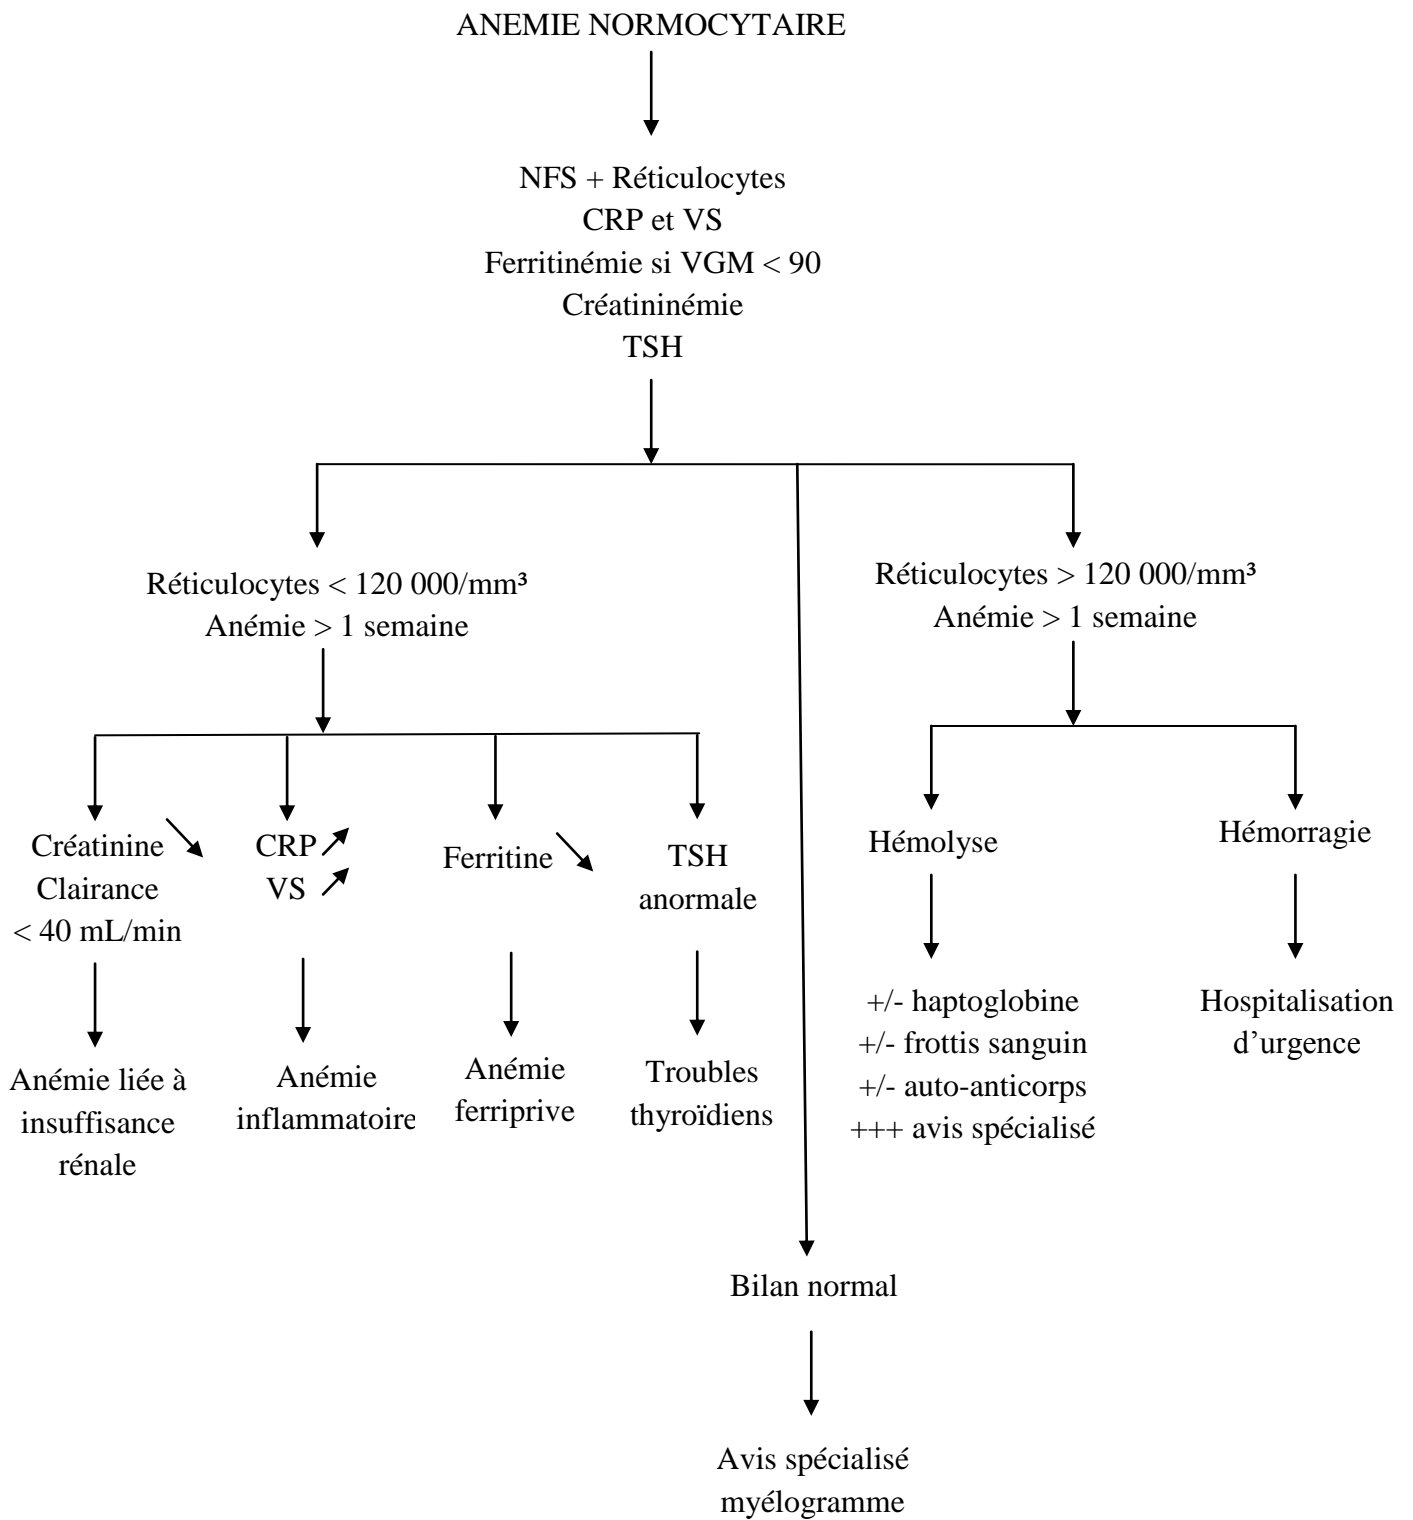 ANEMIE NORMOCYTAIRE
NFS + Réticulocytes
CRP et VS
Ferritinémie si VGM < 90
Créatininémie
TSH
Réticulocytes < 120 000/mm³
Anémie > 1 semaine
Réticulocytes > 120 000/mm³
Anémie > 1 semaine
Créatinine
Clairance
< 40 mL/min
CRP
VS
Ferritine
TSH
anormale
Hémolyse
Hémorragie
Anémie liée à
insuffisance
rénale
Anémie
inflammatoire
Anémie
ferriprive
Troubles
thyroïdiens
+/- haptoglobine
+/- frottis sanguin
+/- auto-anticorps
+++ avis spécialisé
Hospitalisation
d’urgence
Bilan normal
Avis spécialisé
myélogramme